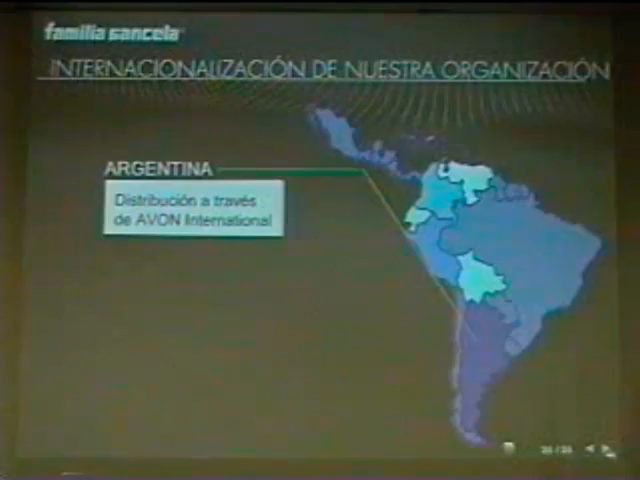 familia sancela
INTERNACIONALIZACIÓN DE NUESTRA ORGANIZACIÓN
ARGENTINA
Distribución a través
de AVON International